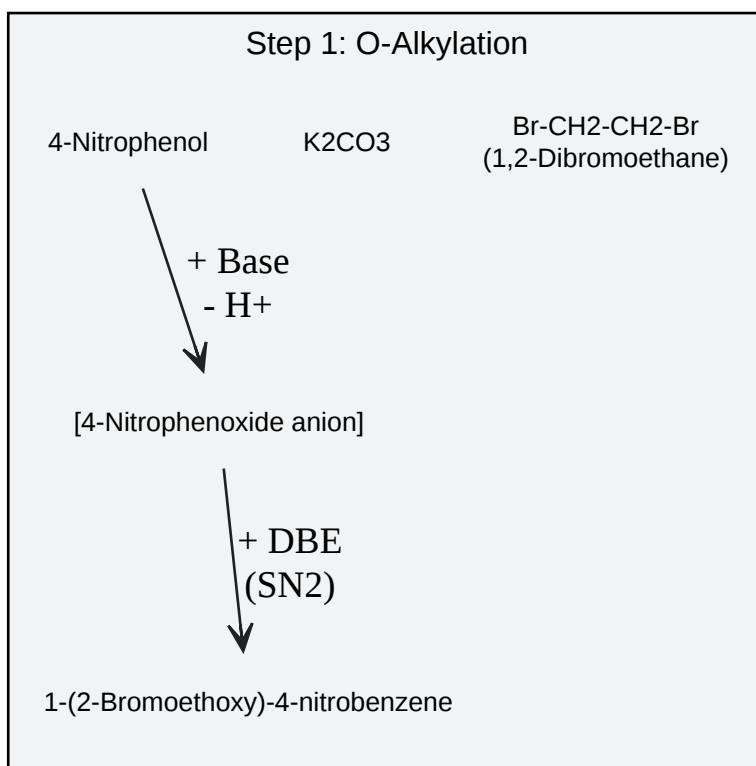 Step 1: O-Alkylation
4-Nitrophenol
K2CO3
Br-CH2-CH2-Br
(1,2-Dibromoethane)
+ Base
- H+
[4-Nitrophenoxide anion]
+ DBE
(SN2)
1-(2-Bromoethoxy)-4-nitrobenzene